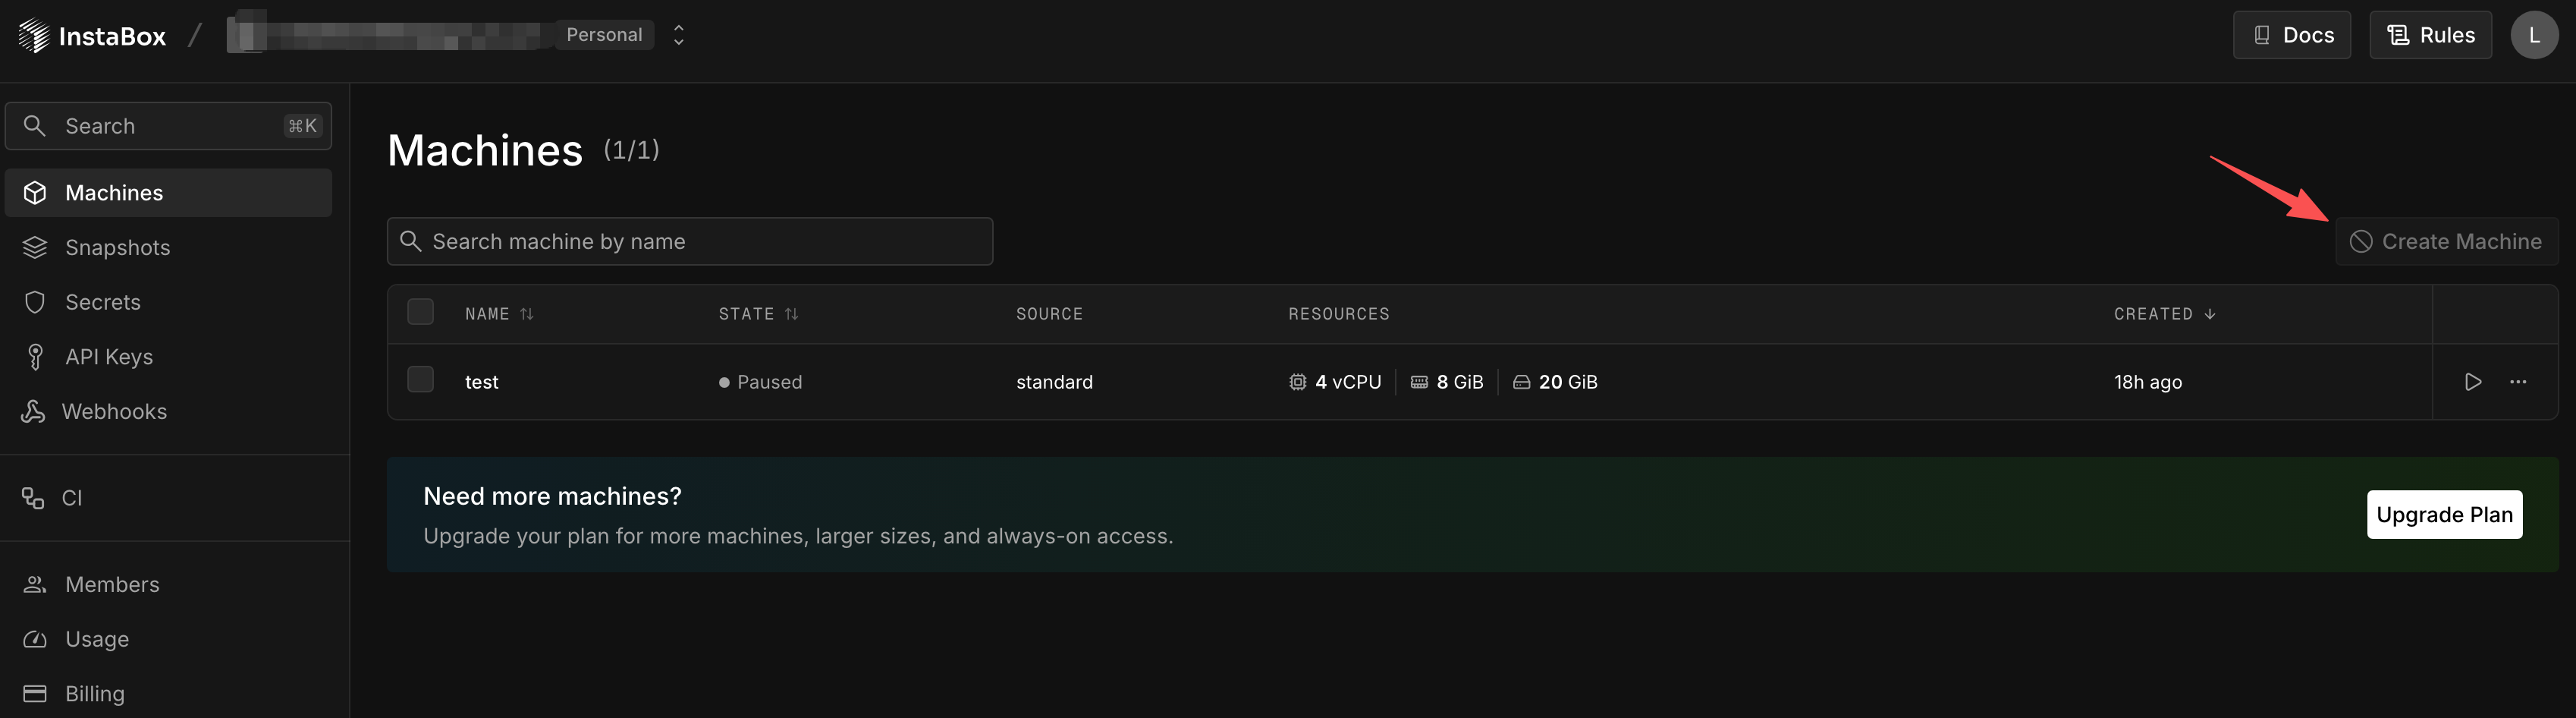 InstaBox / Personal Docs Rules L
Search ⌘K
Machines
Snapshots
Secrets
API Keys
Webhooks
CI
Members
Usage
Billing
Machines (1/1)
Search machine by name Create Machine
NAME STATE SOURCE RESOURCES CREATED
test Paused standard 4 vCPU 8 GiB 20 GiB 18h ago
Need more machines?
Upgrade your plan for more machines, larger sizes, and always-on access.
Upgrade Plan